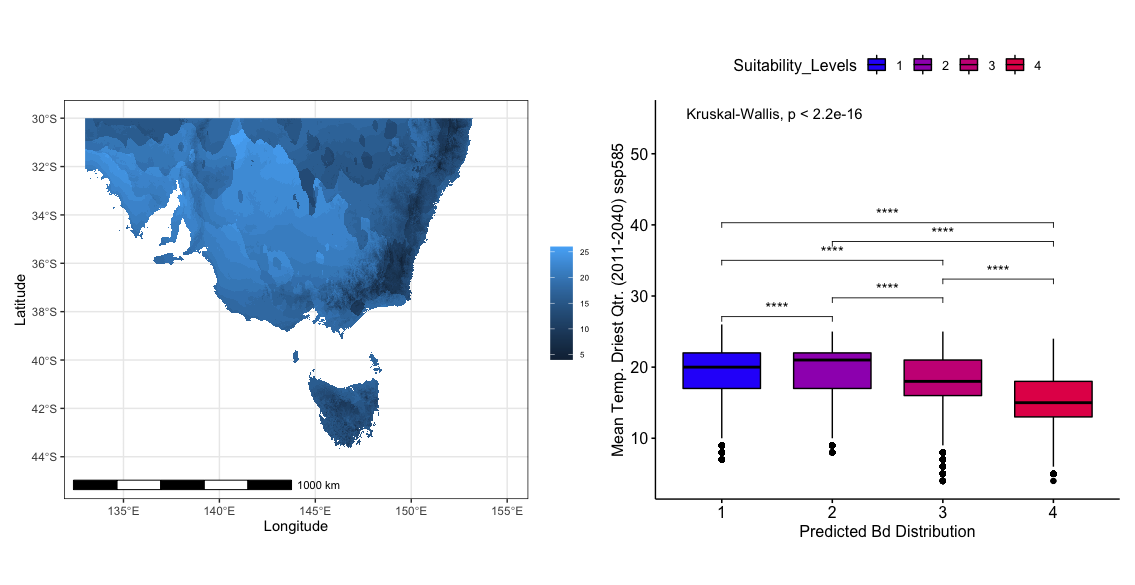 30°S
32°S
34°S
36°S
38°S
40°S
42°S
44°S
Latitude
135°E 140°E 145°E 150°E 155°E
Longitude
1000 km
25
20
15
10
5
Suitability_Levels 1 2 3 4
Kruskal-Wallis, p < 2.2e-16
Mean Temp. Driest Qtr. (2011-2040) ssp585
50
40
30
20
10
****
****
****
****
****
****
1 2 3 4
Predicted Bd Distribution